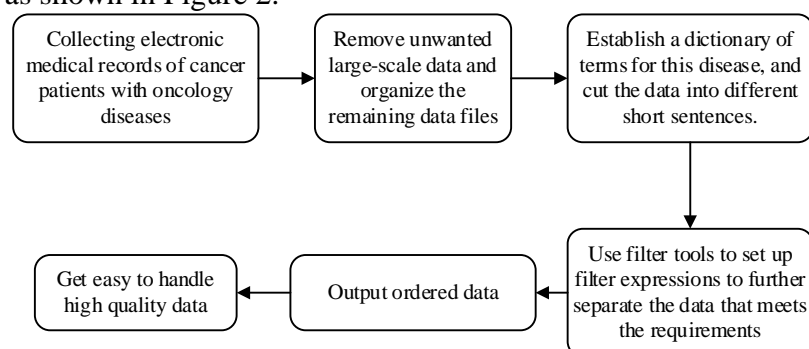 as shown in Figure 2.
Collecting electronic
medical records of cancer
patients with oncology
diseases
Remove unwanted
large-scale data and
organize the
remaining data files
Establish a dictionary of
terms for this disease, and
cut the data into different
short sentences.
Use filter tools to set up
filter expressions to further
separate the data that meets
the requirements
Output ordered data
Get easy to handle
high quality data